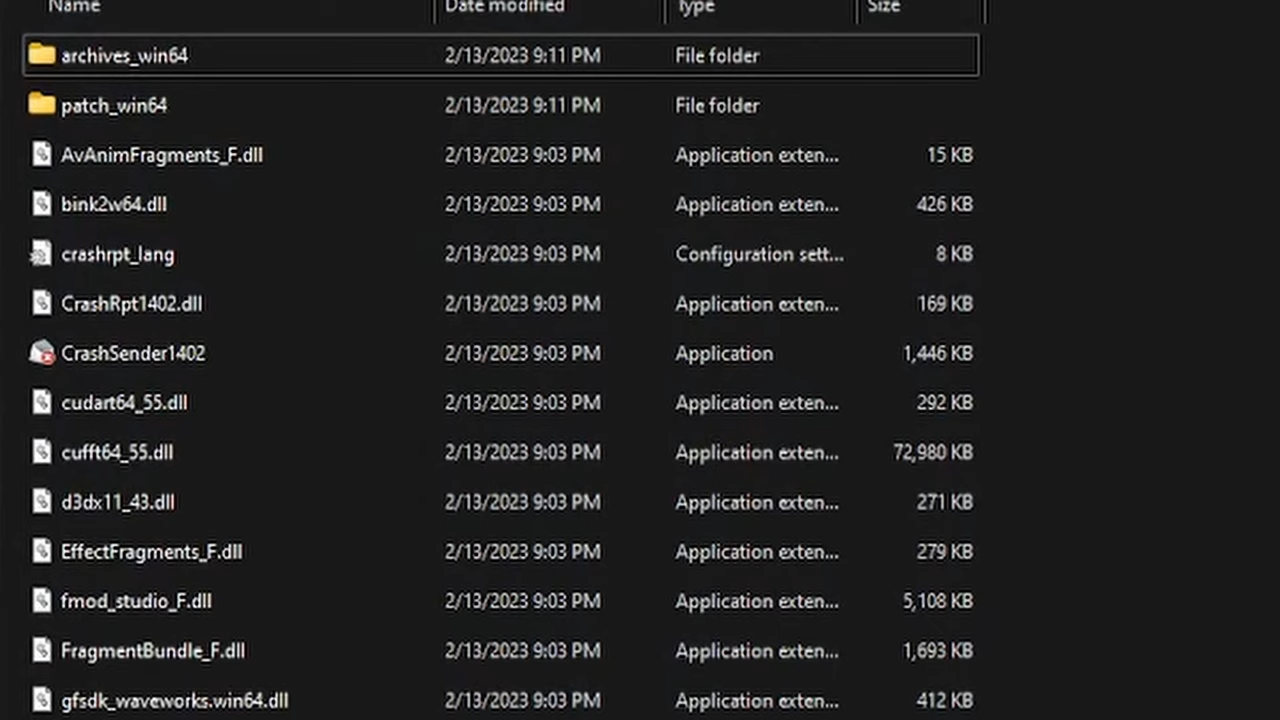 Name Date modified Type Size
archives_win64 2/13/2023 9:11 PM File folder
patch_win64 2/13/2023 9:11 PM File folder
AvAnimFragments_F.dll 2/13/2023 9:03 PM Application exten... 15 KB
bink2w64.dll 2/13/2023 9:03 PM Application exten... 426 KB
crashrpt_lang 2/13/2023 9:03 PM Configuration sett... 8 KB
CrashRpt1402.dll 2/13/2023 9:03 PM Application exten... 169 KB
CrashSender1402 2/13/2023 9:03 PM Application 1,446 KB
cudart64_55.dll 2/13/2023 9:03 PM Application exten... 292 KB
cufft64_55.dll 2/13/2023 9:03 PM Application exten... 72,980 KB
d3dx11_43.dll 2/13/2023 9:03 PM Application exten... 271 KB
EffectFragments_F.dll 2/13/2023 9:03 PM Application exten... 279 KB
fmod_studio_F.dll 2/13/2023 9:03 PM Application exten... 5,108 KB
FragmentBundle_F.dll 2/13/2023 9:03 PM Application exten... 1,693 KB
gfsdk_waveworks.win64.dll 2/13/2023 9:03 PM Application exten... 412 KB